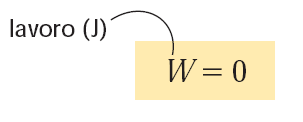 lavoro (J)
W = 0